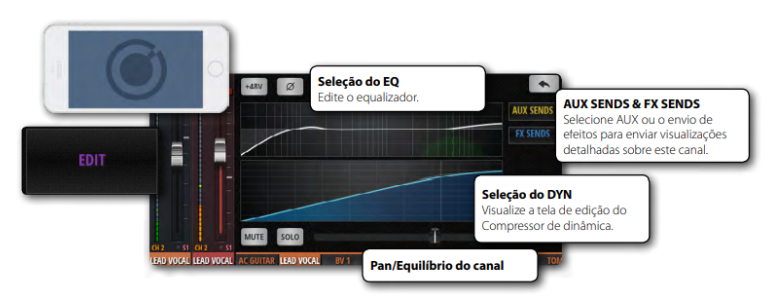 +48V
Ø
Seleção do EQ
Edite o equalizador.
AUX SENDS
FX SENDS
AUX SENDS & FX SENDS
Selecione AUX ou o envio de
efeitos para enviar visualizações
detalhadas sobre este canal.
EDIT
Seleção do DYN
Visualize a tela de edição do
Compressor de dinâmica.
MUTE
SOLO
CH 2
S1
CH 2
S1
LEAD VOCAL
LEAD VOCAL
AC GUITAR
LEAD VOCAL
BV 1
Pan/Equilíbrio do canal
TOM